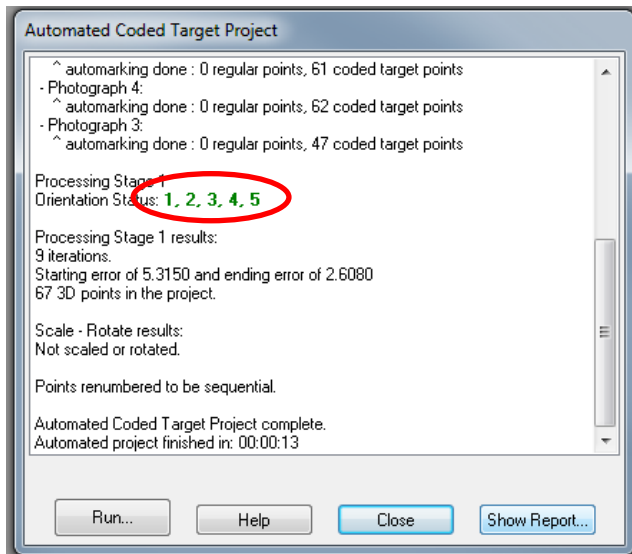 Automated Coded Target Project
^ automarking done : 0 regular points, 61 coded target points
- Photograph 4:
^ automarking done : 0 regular points, 62 coded target points
- Photograph 3:
^ automarking done : 0 regular points, 47 coded target points
Processing Stage 1
Orientation Status: 1, 2, 3, 4, 5
Processing Stage 1 results:
9 iterations.
Starting error of 5.3150 and ending error of 2.6080
67 3D points in the project.
Scale - Rotate results:
Not scaled or rotated.
Points renumbered to be sequential.
Automated Coded Target Project complete.
Automated project finished in: 00:00:13
Run... Help Close Show Report...